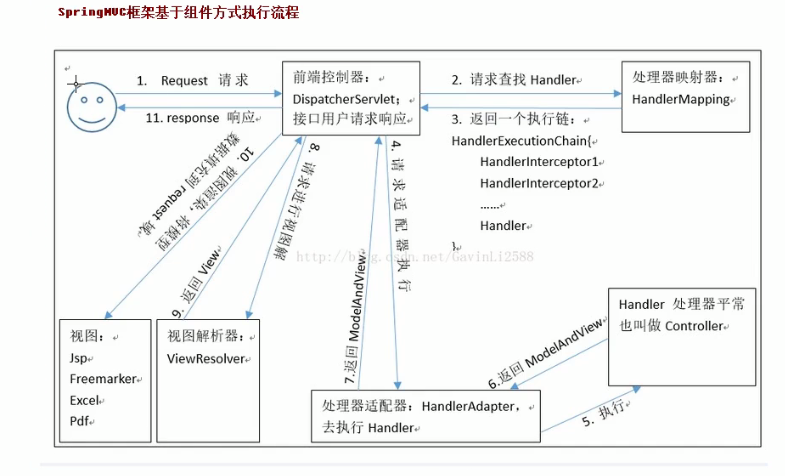 SpringMVC框架基于组件方式执行流程
1. Request 请求
11. response 响应
前端控制器：
DispatcherServlet；
接口用户请求响应
2. 请求查找 Handler
3. 返回一个执行链：
HandlerExecutionChain{
HandlerInterceptor1
HandlerInterceptor2
……
Handler
}
处理器映射器：
HandlerMapping
4. 请求适配器执行
8. 请求进行视图解
10. 视图渲染，将模型
数据填充到 request 域。
9. 返回 View
http://blog.csdn.net/GavinLi2588
7.返回 ModelAndView
6.返回 ModelAndView
5. 执行
Handler 处理器平常
也叫做 Controller
视图：
Jsp
Freemarker
Excel
Pdf
视图解析器：
ViewResolver
处理器适配器：HandlerAdapter，
去执行 Handler